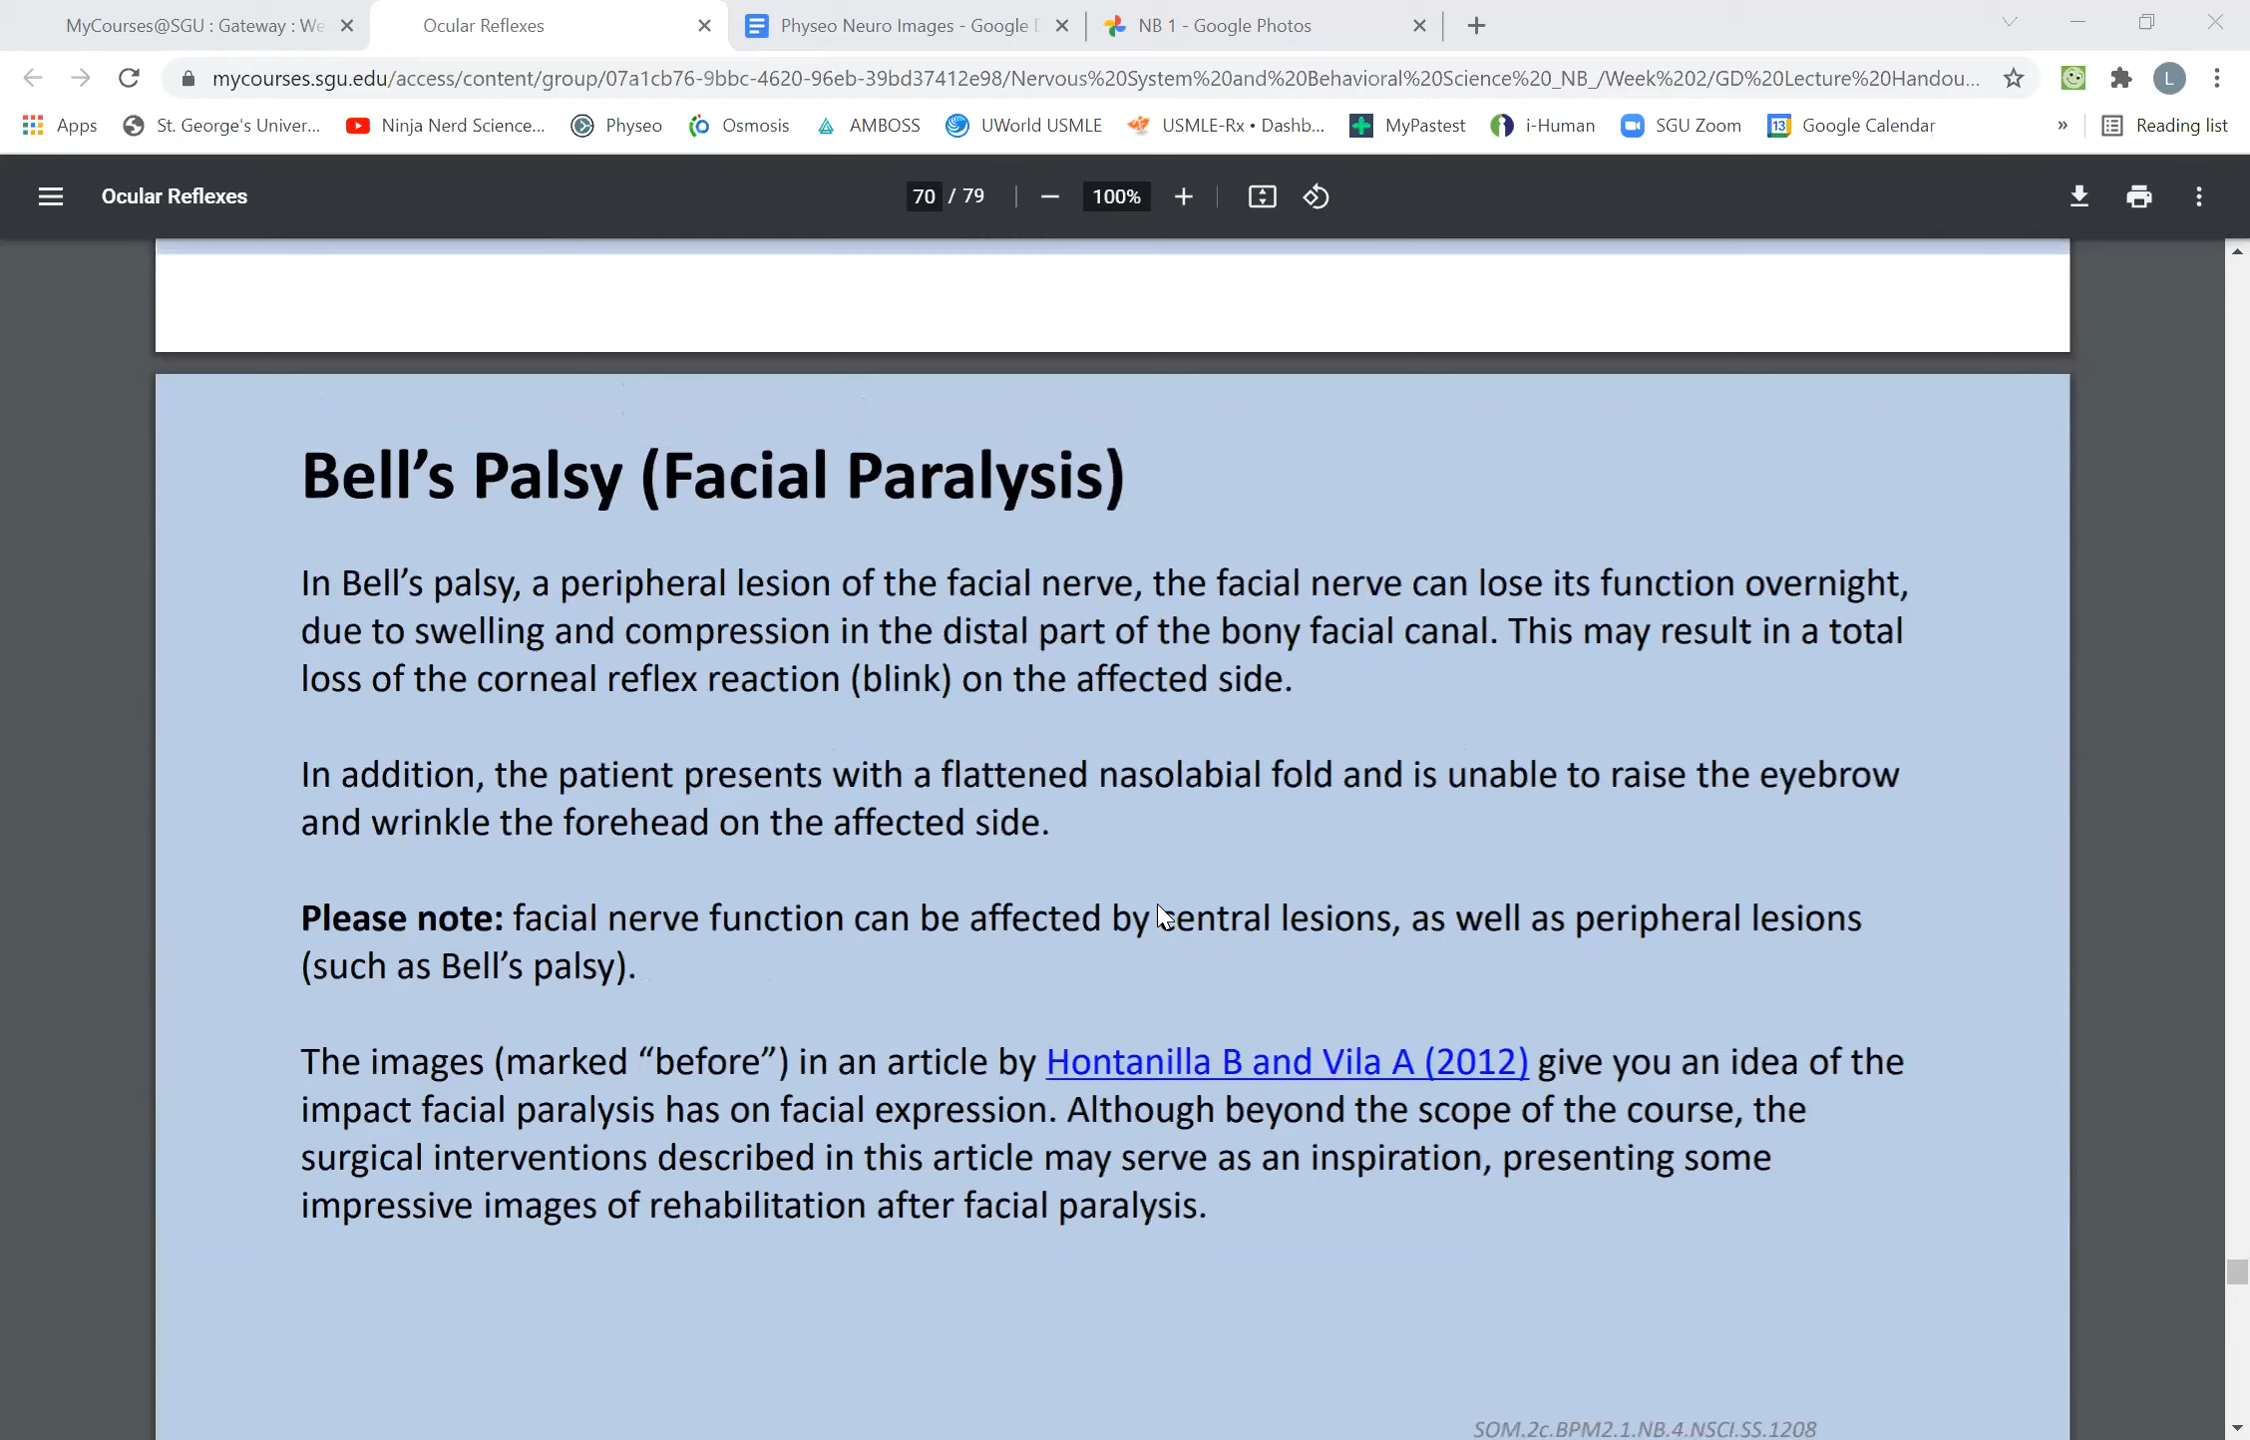 MyCourses@SGU : Gateway : We
Ocular Reflexes
Physeo Neuro Images - Google D
NB 1 - Google Photos
mycourses.sgu.edu/access/content/group/07a1cb76-9bbc-4620-96eb-39bd37412e98/Nervous%20System%20and%20Behavioral%20Science%20_NB_/Week%202/GD%20Lecture%20Handou...
L
Apps
St. George's Univer...
Ninja Nerd Science...
Physeo
Osmosis
AMBOSS
UWorld USMLE
USMLE-Rx • Dashb...
MyPastest
i-Human
SGU Zoom
13
Google Calendar
»
Reading list
Ocular Reflexes
70 / 79
100%
Bell’s Palsy (Facial Paralysis)
In Bell’s palsy, a peripheral lesion of the facial nerve, the facial nerve can lose its function overnight,
due to swelling and compression in the distal part of the bony facial canal. This may result in a total
loss of the corneal reflex reaction (blink) on the affected side.
In addition, the patient presents with a flattened nasolabial fold and is unable to raise the eyebrow
and wrinkle the forehead on the affected side.
Please note: facial nerve function can be affected by central lesions, as well as peripheral lesions
(such as Bell’s palsy).
The images (marked “before”) in an article by Hontanilla B and Vila A (2012) give you an idea of the
impact facial paralysis has on facial expression. Although beyond the scope of the course, the
surgical interventions described in this article may serve as an inspiration, presenting some
impressive images of rehabilitation after facial paralysis.
SOM.2c.BPM2.1.NB.4.NSCI.SS.1208